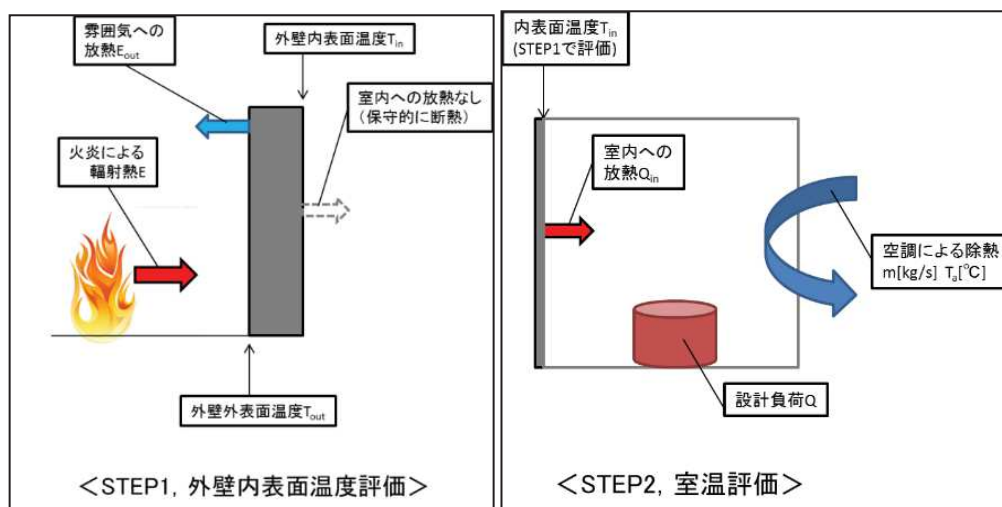 雰囲気への
放熱Eout
外壁内表面温度Tin
室内への放熱なし
(保守的に断熱)
火炎による
輻射熱E
外壁外表面温度Tout
<STEP1, 外壁内表面温度評価>
内表面温度Tin
(STEP1で評価)
室内への
放熱Qin
空調による除熱
m[kg/s] Ta[℃]
設計負荷Q
<STEP2, 室温評価>